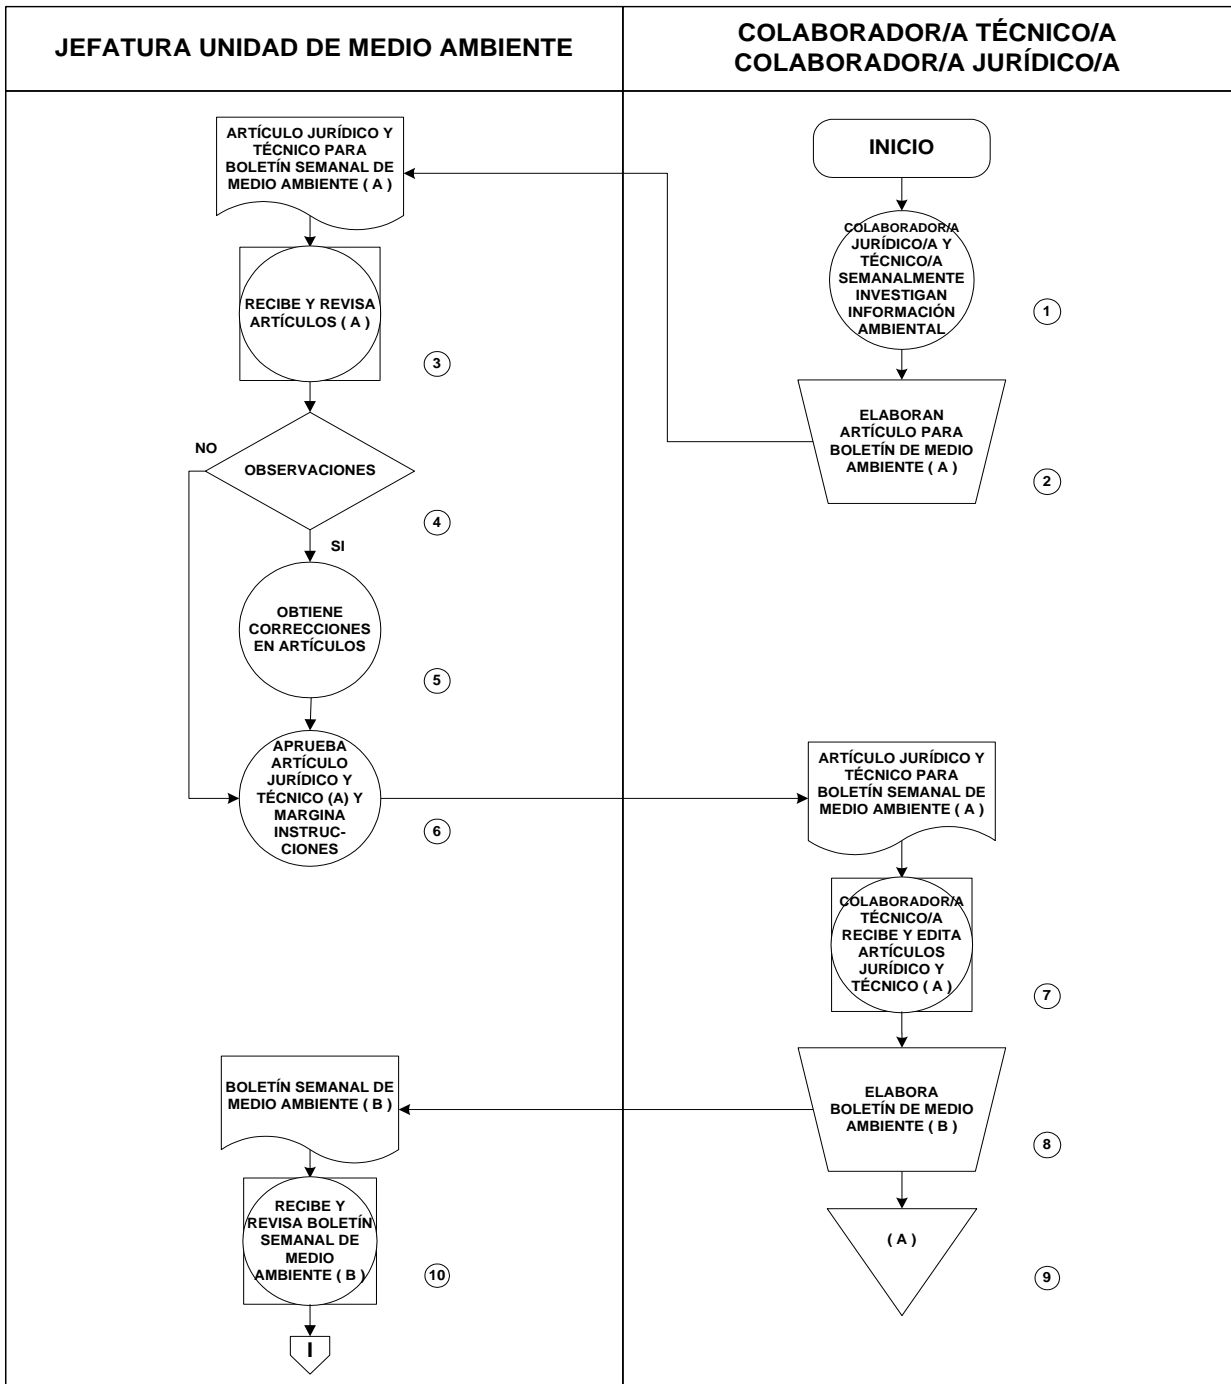 JEFATURA UNIDAD DE MEDIO AMBIENTE
COLABORADOR/A TÉCNICO/A
COLABORADOR/A JURÍDICO/A
INICIO
COLABORADOR/A
JURÍDICO/A Y
TÉCNICO/A
SEMANALMENTE
INVESTIGAN
INFORMACIÓN
AMBIENTAL
1
ELABORAN
ARTÍCULO PARA
BOLETÍN DE MEDIO
AMBIENTE ( A )
2
ARTÍCULO JURÍDICO Y
TÉCNICO PARA
BOLETÍN SEMANAL DE
MEDIO AMBIENTE ( A )
RECIBE Y REVISA
ARTÍCULOS ( A )
3
NO
OBSERVACIONES
4
SI
OBTIENE
CORRECCIONES
EN ARTÍCULOS
5
APRUEBA
ARTÍCULO
JURÍDICO Y
TÉCNICO (A) Y
MARGINA
INSTRUC-
CIONES
6
ARTÍCULO JURÍDICO Y
TÉCNICO PARA
BOLETÍN SEMANAL DE
MEDIO AMBIENTE ( A )
COLABORADOR/A
TÉCNICO/A
RECIBE Y EDITA
ARTÍCULOS
JURÍDICO Y
TÉCNICO ( A )
7
ELABORA
BOLETÍN DE MEDIO
AMBIENTE ( B )
8
( A )
9
BOLETÍN SEMANAL DE
MEDIO AMBIENTE ( B )
RECIBE Y
REVISA BOLETÍN
SEMANAL DE
MEDIO
AMBIENTE ( B )
10
I